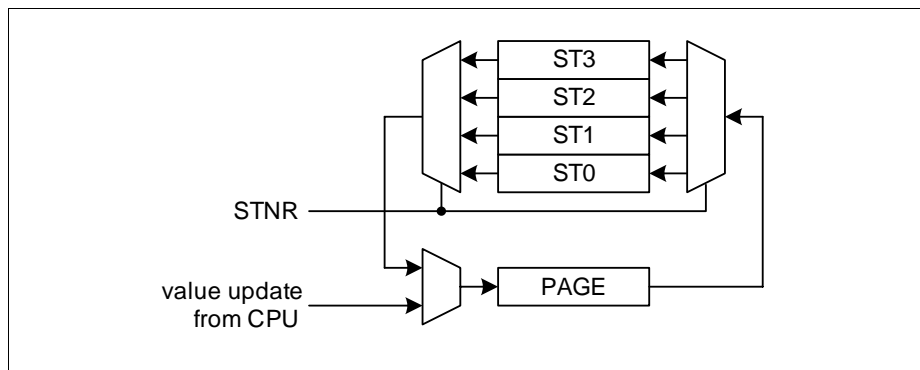 ST3
ST2
ST1
ST0
STNR
value update
from CPU
PAGE